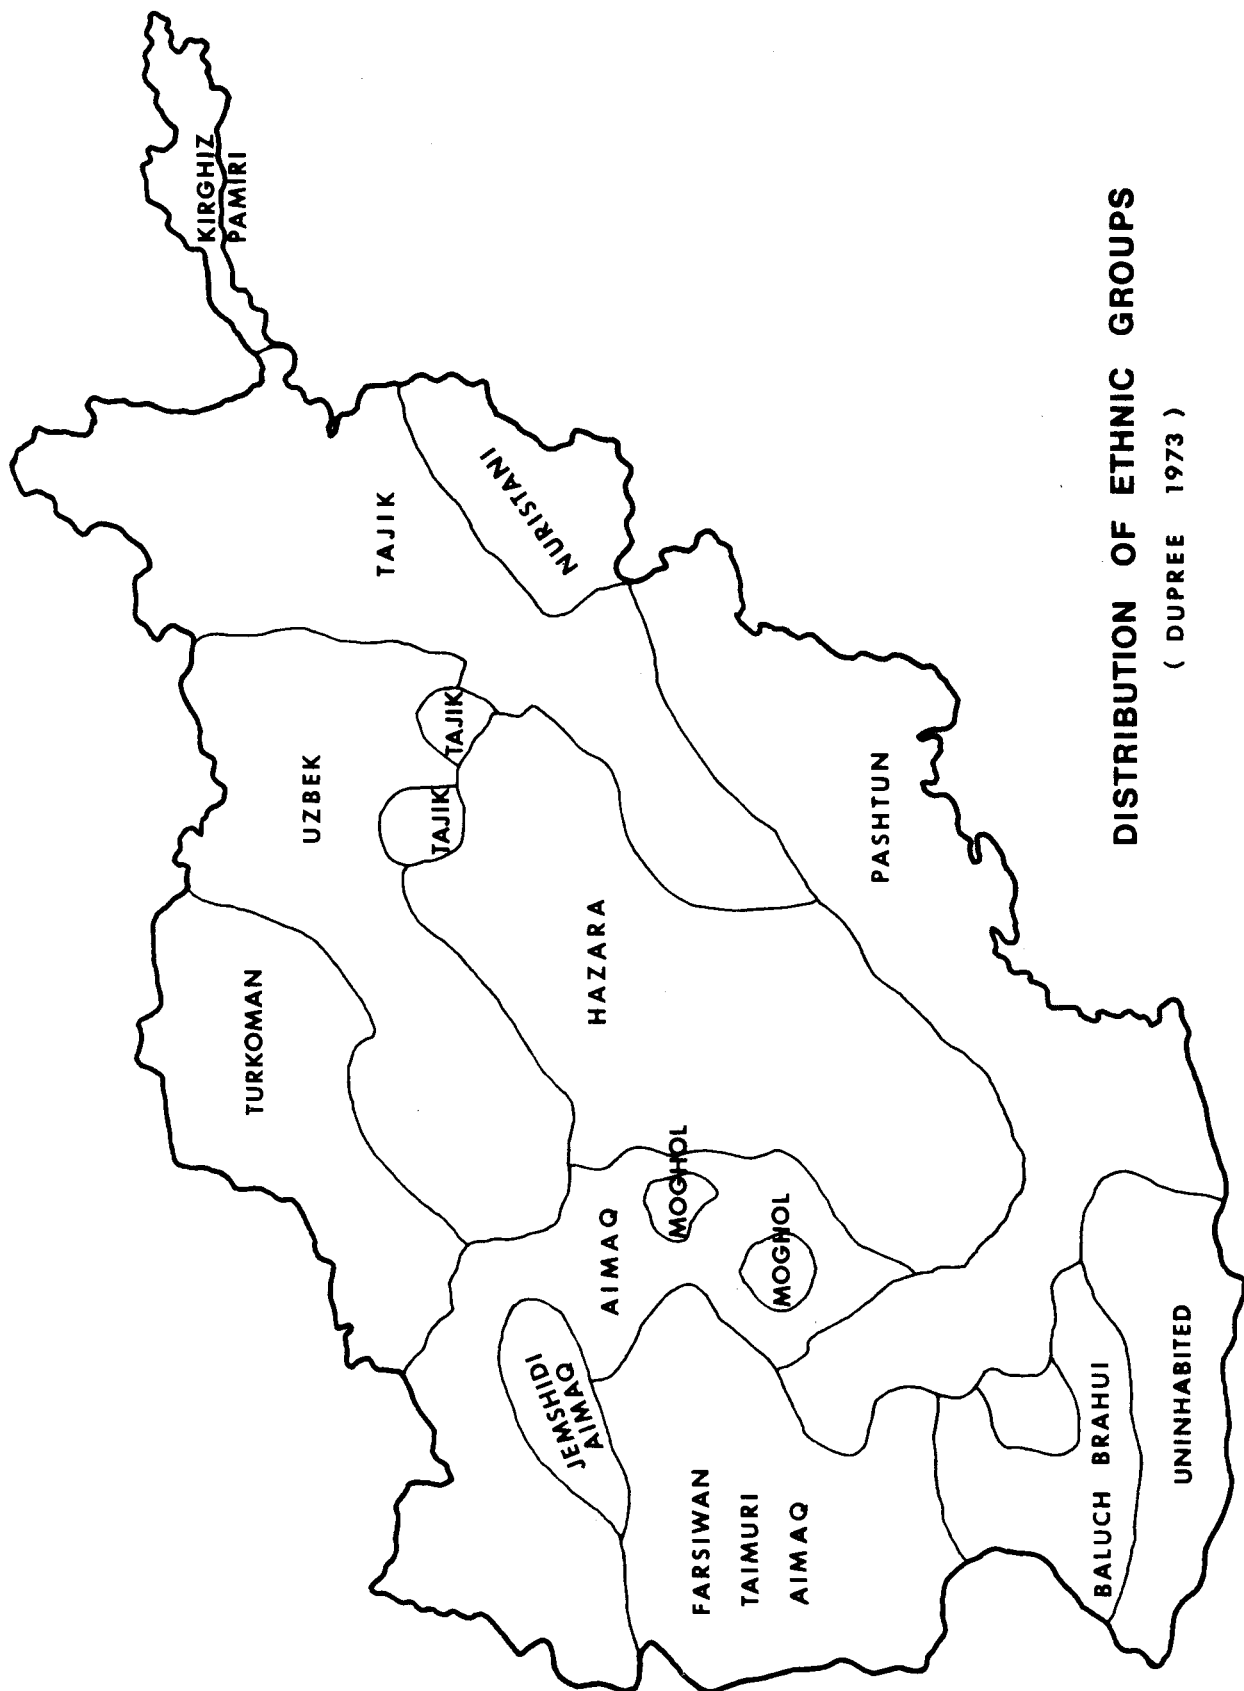 KIRGHIZ
PAMIRI
TAJIK
NURISTANI
UZBEK
TAJIK
TAJIK
TURKOMAN
HAZARA
PASHTUN
AIMAQ
MOGHOL
MOGHOL
JEMSHIDI
AIMAQ
FARSIWAN
TAIMURI
AIMAQ
BALUCH BRAHUI
UNINHABITED
DISTRIBUTION OF ETHNIC GROUPS
( DUPREE 1973 )